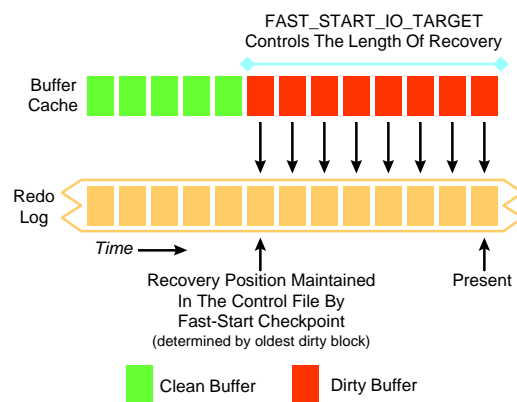 FAST_START_IO_TARGET
Controls The Length Of Recovery
Buffer
Cache
Redo
Log
Time
Recovery Position Maintained
In The Control File By
Fast-Start Checkpoint
(determined by oldest dirty block)
Present
Clean Buffer
Dirty Buffer